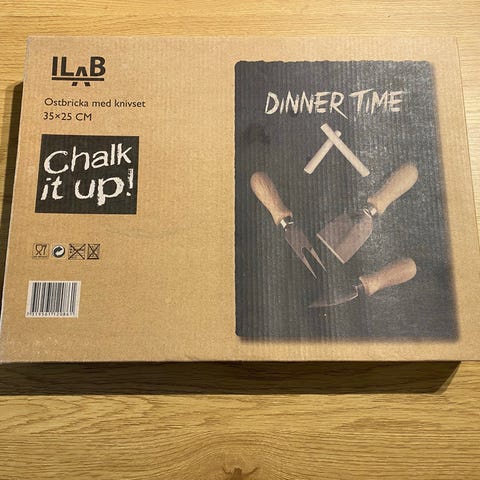 ILAB
Ostbricka med knivset
35×25 CM
Chalk
it up!
DINNER TIME